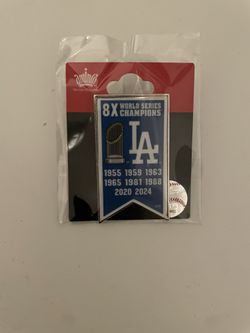 8X WORLD SERIES
CHAMPIONS
LA
1955 1959 1963
1965 1981 1988
2020 2024